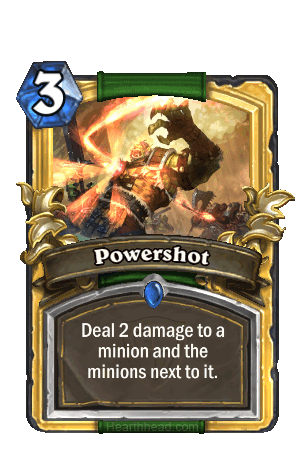 3
Powershot
Deal 2 damage to a
minion and the
minions next to it.
Hearthhead.com